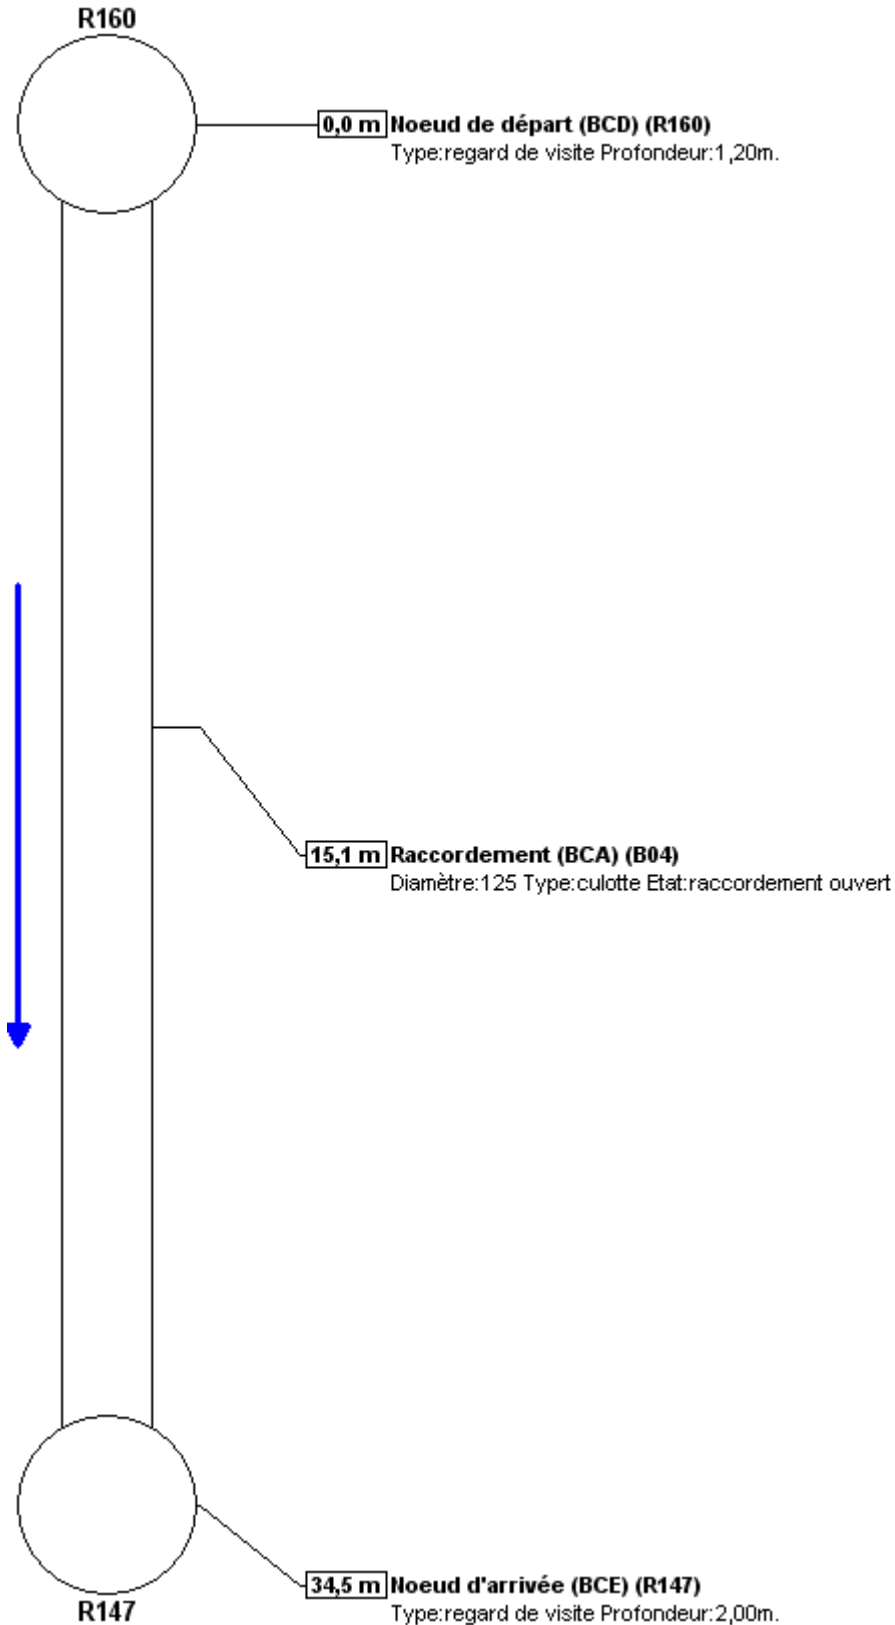 R160
0,0 m Noeud de départ (BCD) (R160)
Type:regard de visite Profondeur:1,20m.
15,1 m Raccordement (BCA) (B04)
Diamètre:125 Type:culotte Etat:raccordement ouvert
34,5 m Noeud d'arrivée (BCE) (R147)
R147
Type:regard de visite Profondeur:2,00m.